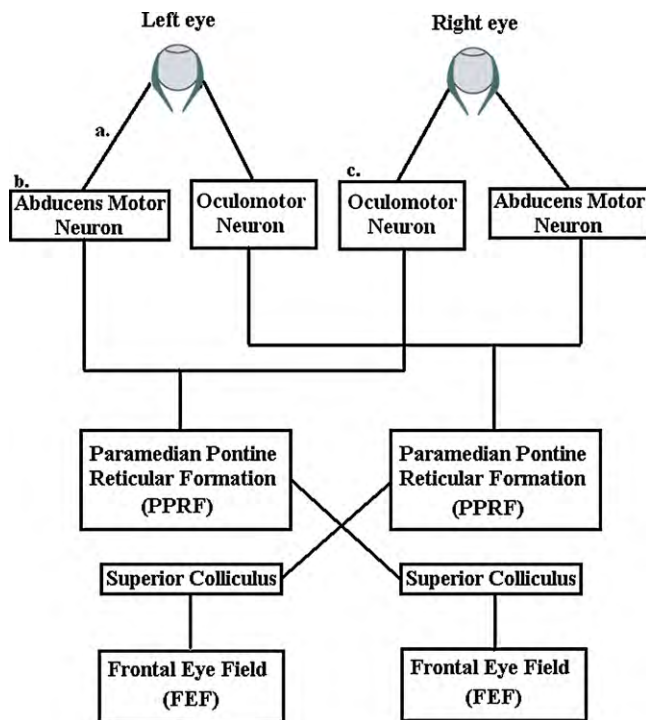 Left eye
Right eye
a.
b.
c.
Abducens Motor
Neuron
Oculomotor
Neuron
Oculomotor
Neuron
Abducens Motor
Neuron
Paramedian Pontine
Reticular Formation
(PPRF)
Paramedian Pontine
Reticular Formation
(PPRF)
Superior Colliculus
Superior Colliculus
Frontal Eye Field
(FEF)
Frontal Eye Field
(FEF)